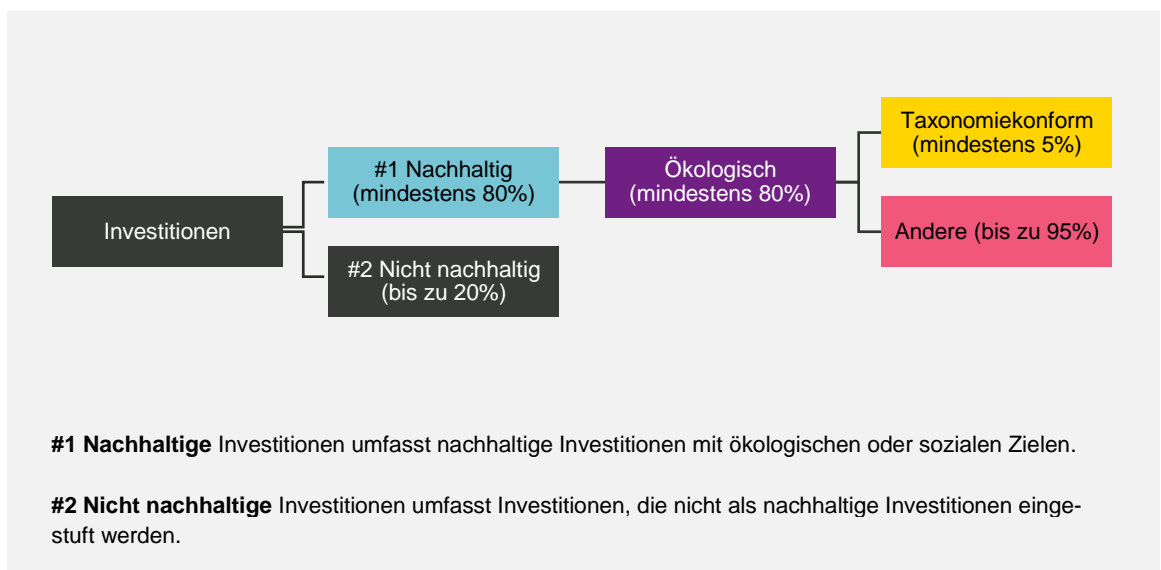 Investitionen
#1 Nachhaltig
(mindestens 80%)
#2 Nicht nachhaltig
(bis zu 20%)
Ökologisch
(mindestens 80%)
Taxonomiekonform
(mindestens 5%)
Andere (bis zu 95%)
#1 Nachhaltige Investitionen umfasst nachhaltige Investitionen mit ökologischen oder sozialen Zielen.
#2 Nicht nachhaltige Investitionen umfasst Investitionen, die nicht als nachhaltige Investitionen einge-
stuft werden.